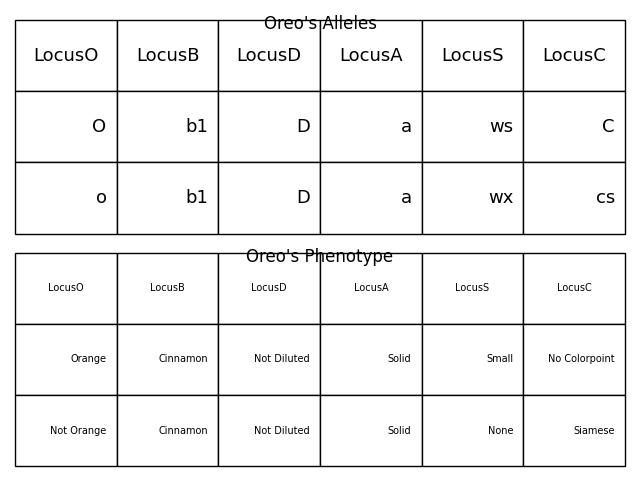 Oreo's Alleles
LocusO LocusB LocusD LocusA LocusS LocusC
O b1 D a ws C
o b1 D a wx cs
Oreo's Phenotype
LocusO LocusB LocusD LocusA LocusS LocusC
Orange Cinnamon Not Diluted Solid Small No Colorpoint
Not Orange Cinnamon Not Diluted Solid None Siamese